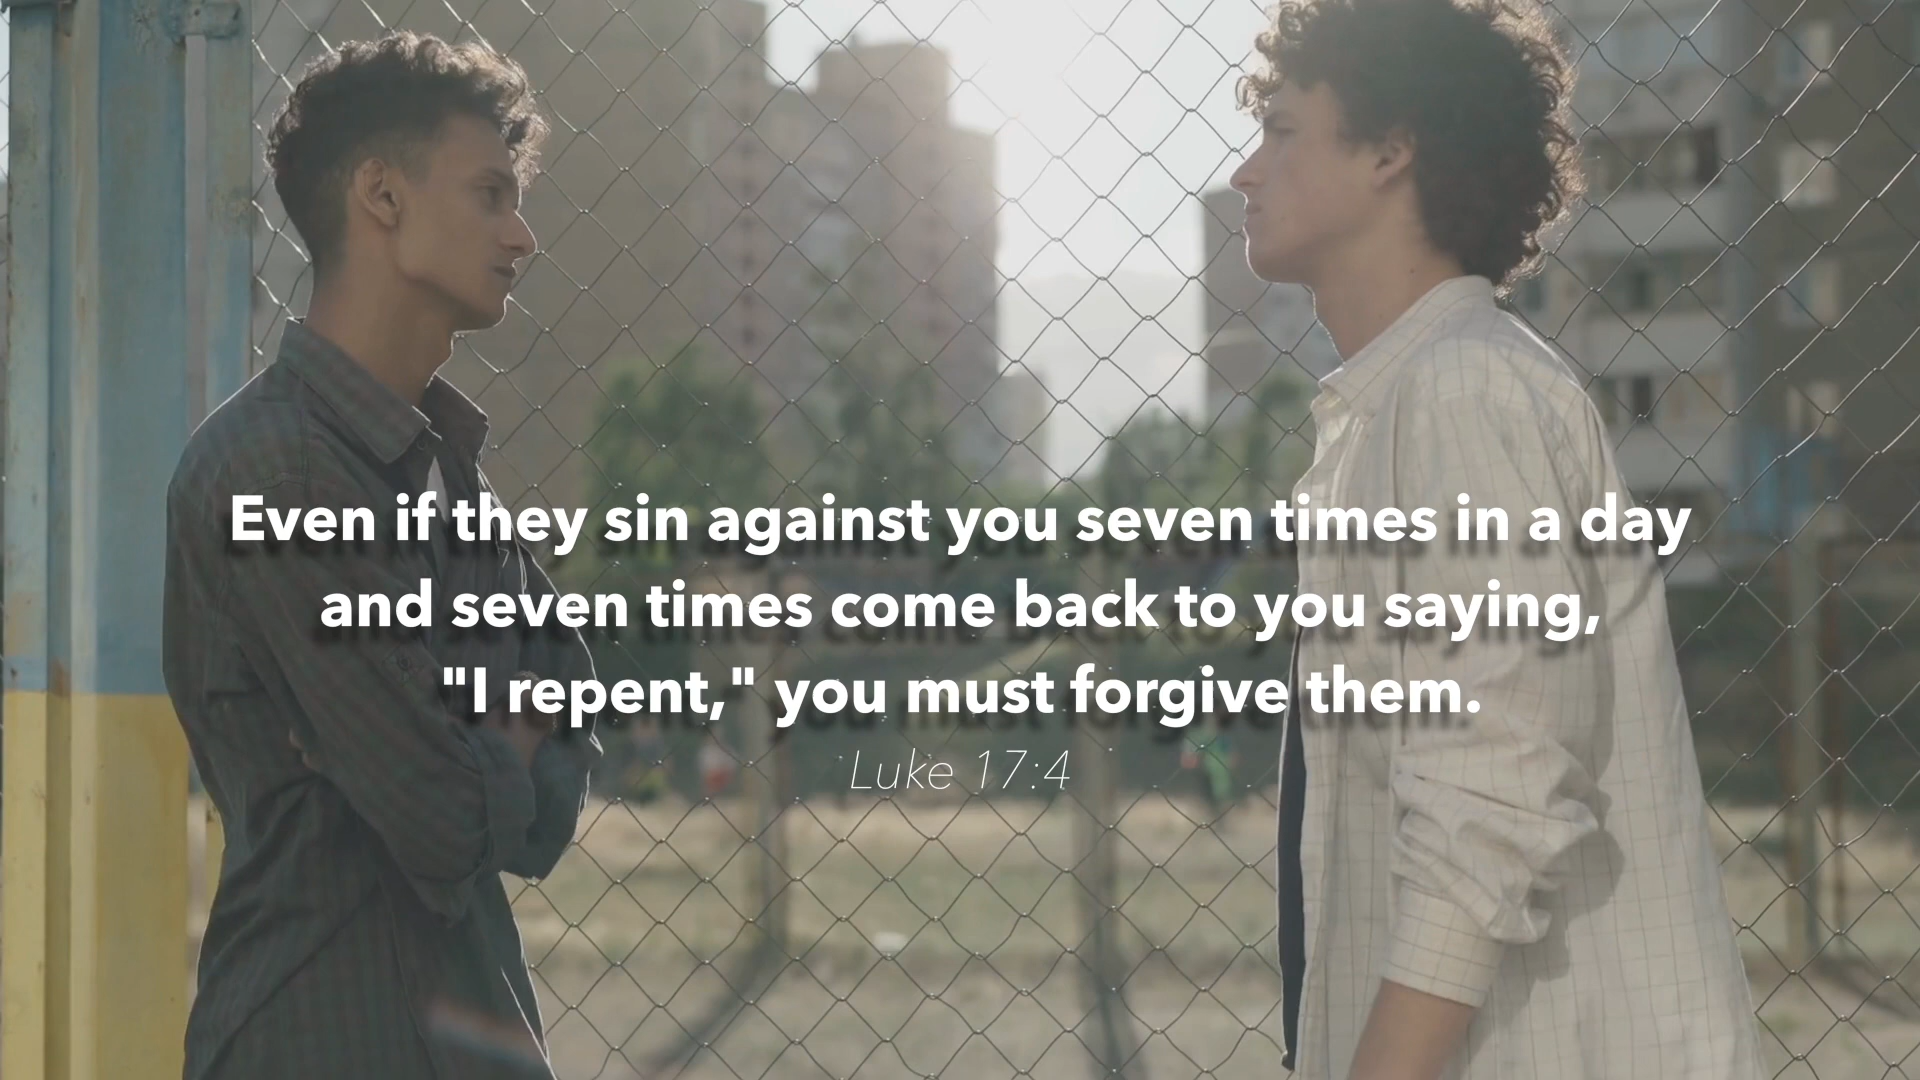 Even if they sin against you seven times in a day
and seven times come back to you saying,
"I repent," you must forgive them.
Luke 17:4